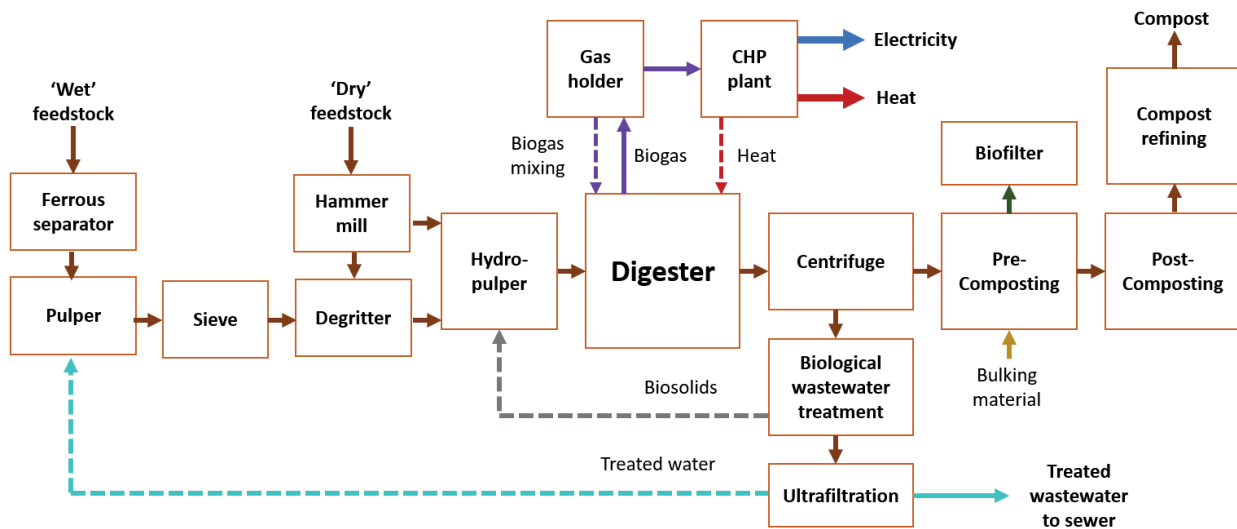 Compost
Gas
holder
CHP
plant
Electricity
Heat
'Wet'
feedstock
'Dry'
feedstock
Compost
refining
Biogas
mixing
Biogas
Heat
Biofilter
Ferrous
separator
Hammer
mill
Hydro-
pulper
Digester
Centrifuge
Pre-
Composting
Post-
Composting
Pulper
Sieve
Degritter
Biological
wastewater
treatment
Biosolids
Bulking
material
Treated water
Ultrafiltration
Treated
wastewater
to sewer